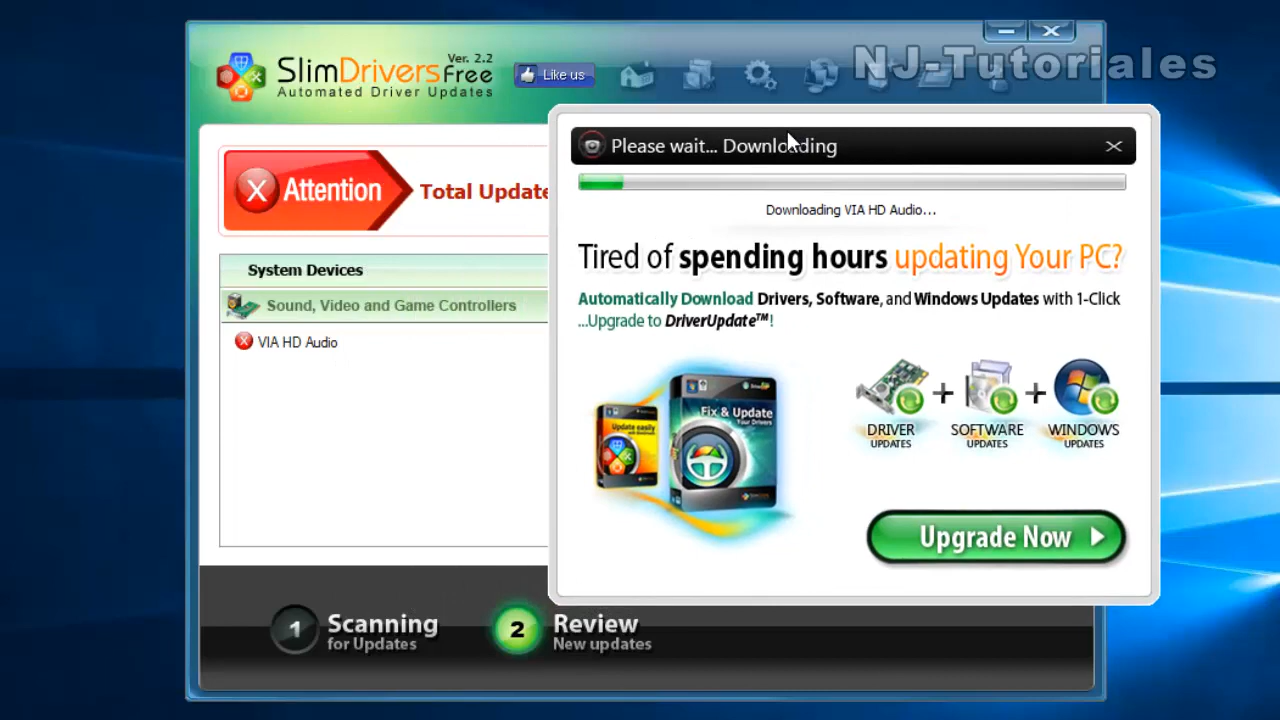 SlimDriversFree
Ver. 2.2
Automated Driver Updates
Like us
NJ-Tutoriales
Attention
Total Update
System Devices
Sound, Video and Game Controllers
VIA HD Audio
Please wait... Downloading
Downloading VIA HD Audio...
Tired of spending hours updating Your PC?
Automatically Download Drivers, Software, and Windows Updates with 1-Click
...Upgrade to DriverUpdate™!
Update easily
Fix & Update
Your Drivers
DRIVER
UPDATES
+
SOFTWARE
UPDATES
+
WINDOWS
UPDATES
Upgrade Now
1
Scanning
for Updates
2
Review
New updates